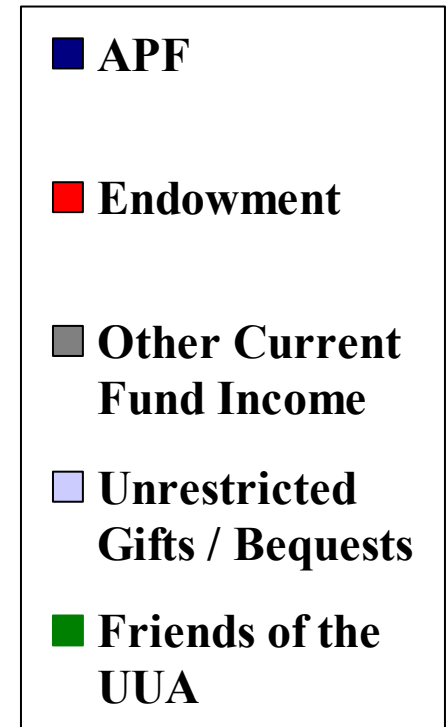 APF
Endowment
Other Current
Fund Income
Unrestricted
Gifts / Bequests
Friends of the
UUA